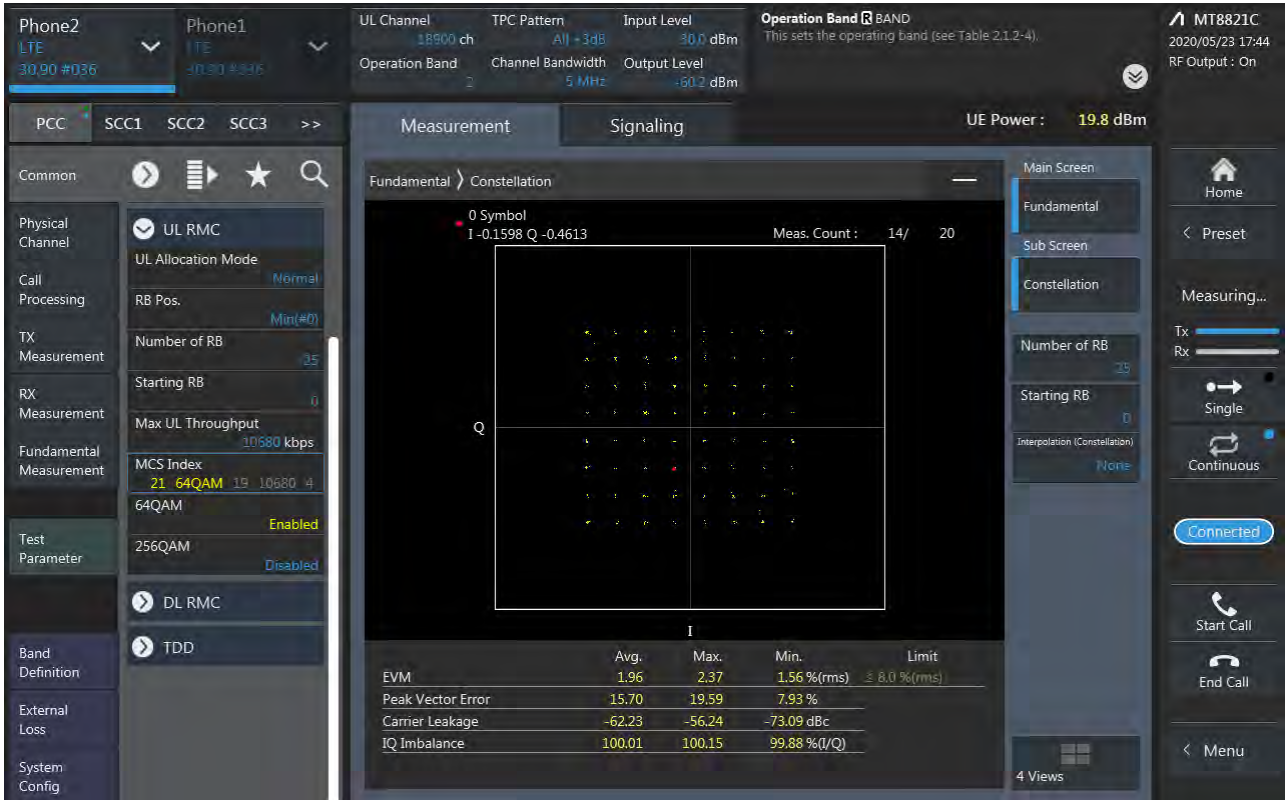 Phone2
LTE
30.90 #036
Phone1
LTE
30.90 #036
UL Channel
18900 ch
TPC Pattern
All +3dB
Input Level
30.0 dBm
Operation Band
2
Channel Bandwidth
5 MHz
Output Level
-60.2 dBm
Operation Band R BAND
This sets the operating band (see Table 2.1.2-4).
MT8821C
2020/05/23 17:44
RF Output : On
PCC SCC1 SCC2 SCC3 >>
Measurement
Signaling
UE Power : 19.8 dBm
Common
Physical
Channel
Call
Processing
TX
Measurement
RX
Measurement
Fundamental
Measurement
Test
Parameter
Band
Definition
External
Loss
System
Config
UL RMC
UL Allocation Mode
Normal
RB Pos.
Min(#0)
Number of RB
25
Starting RB
0
Max UL Throughput
10680 kbps
MCS Index
21 64QAM 19 10680 4
64QAM
Enabled
256QAM
Disabled
DL RMC
TDD
Fundamental 〉 Constellation
0 Symbol
I -0.1598 Q -0.4613
Meas. Count : 14/ 20
Q
I
Avg. Max. Min. Limit
EVM 1.96 2.37 1.56 %(rms) ≤ 8.0 %(rms)
Peak Vector Error 15.70 19.59 7.93 %
Carrier Leakage -62.23 -56.24 -73.09 dBc
IQ Imbalance 100.01 100.15 99.88 %(I/Q)
Main Screen
Fundamental
Sub Screen
Constellation
Number of RB
25
Starting RB
0
Interpolation (Constellation)
None
4 Views
Home
< Preset
Measuring...
Tx
Rx
Single
Continuous
Connected
Start Call
End Call
< Menu